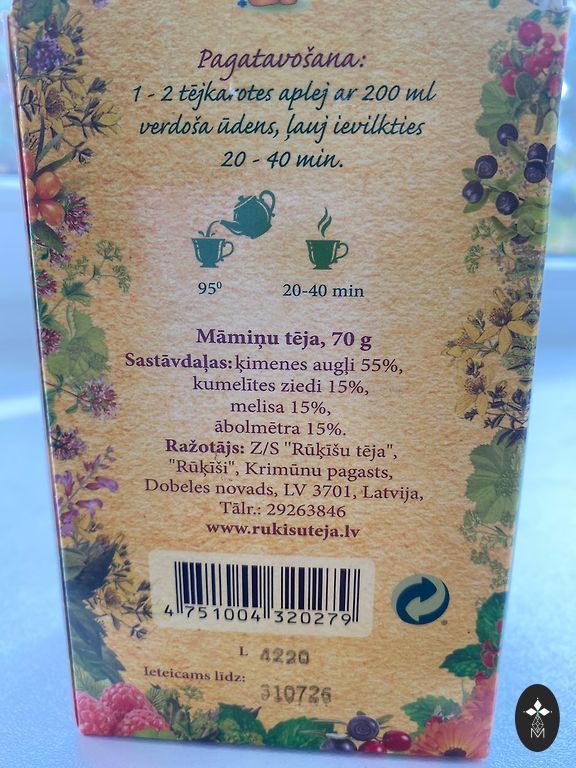 Pagatavošana:
1 - 2 tējkarotes aplej ar 200 ml
verdoša ūdens, ļauj ievilkties
20 - 40 min.
95⁰
20-40 min
Māmiņu tēja, 70 g
Sastāvdaļas: ķimenes augļi 55%,
kumelītes ziedi 15%,
melisa 15%,
ābolmētra 15%.
Ražotājs: Z/S "Rūķīšu tēja",
"Rūķīši", Krimūnu pagasts,
Dobeles novads, LV 3701, Latvija,
Tālr.: 29263846
www.rukisuteja.lv
4 751004 320279
L 4220
Ieteicams līdz:
310726
M